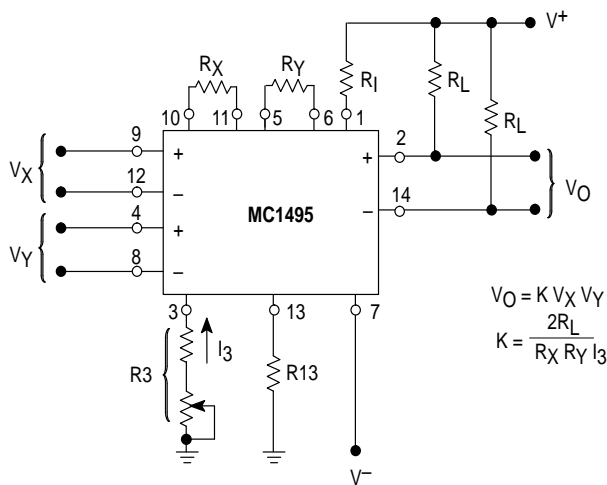 V+
RX
RY
RI
RL
RL
10
11
5
6
1
9
+
2
+
VX
12
–
14
–
VO
4
+
MC1495
VY
8
–
3
13
7
I3
R3
R13
VO = K VX VY
K = 2RL / RX RY I3
V–